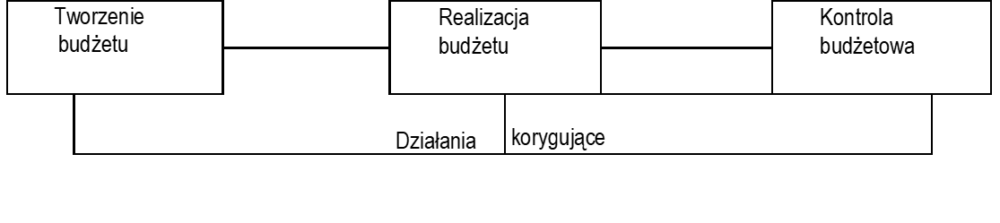 Tworzenie
budżetu
Realizacja
budżetu
Kontrola
budżetowa
Działania korygujące